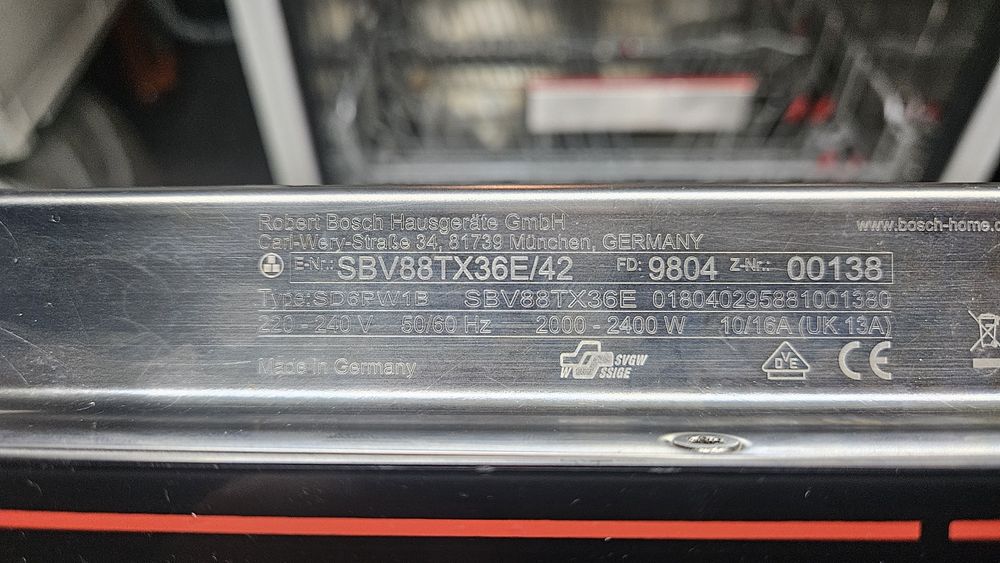 Robert Bosch Hausgeräte GmbH
www.bosch-home.c
Carl-Wery-Straße 34, 81739 München, GERMANY
E-Nr.: SBV88TX36E/42 FD: 9804 Z-Nr.: 00138
Type: SD6PW1B SBV88TX36E 018040295881001380
220 - 240 V 50/60 Hz 2000 - 2400 W 10/16A (UK 13A)
Made in Germany
SVGW
W SSIGE
DVE
CE